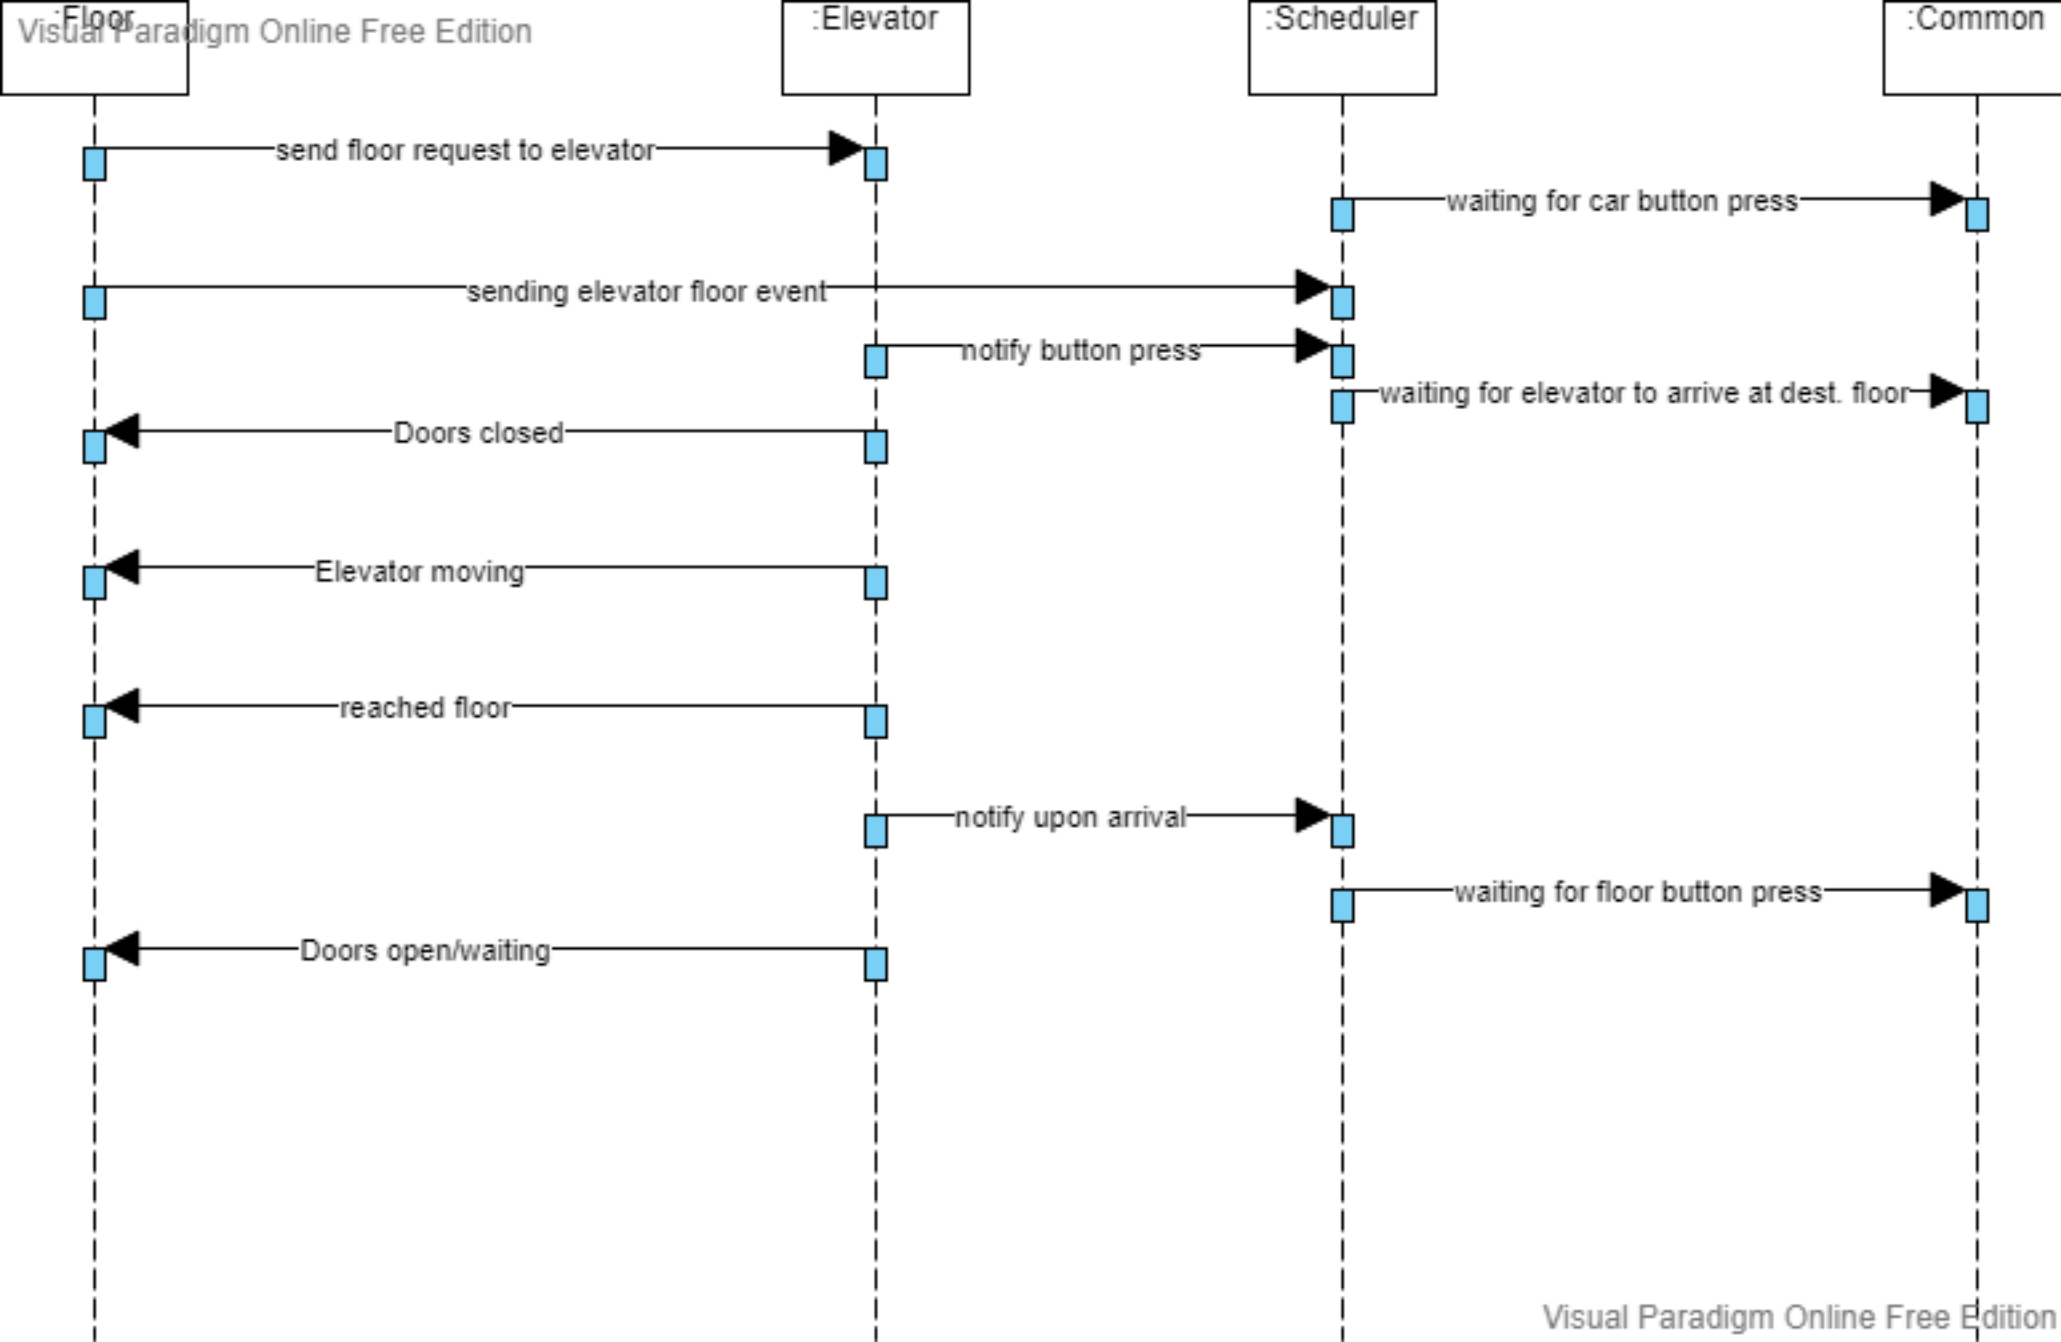 :Floor
Visual Paradigm Online Free Edition
:Elevator
:Scheduler
:Common
send floor request to elevator
waiting for car button press
sending elevator floor event
notify button press
waiting for elevator to arrive at dest. floor
Doors closed
Elevator moving
reached floor
notify upon arrival
waiting for floor button press
Doors open/waiting
Visual Paradigm Online Free Edition